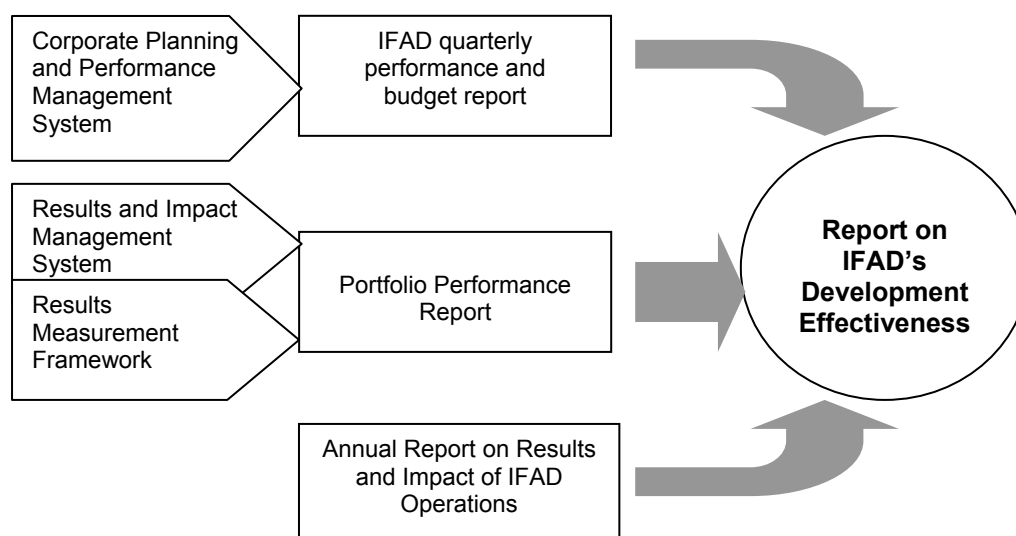 Corporate Planning
and Performance
Management
System
IFAD quarterly
performance and
budget report
Results and Impact
Management
System
Results
Measurement
Framework
Portfolio Performance
Report
Annual Report on Results
and Impact of IFAD
Operations
Report on
IFAD's
Development
Effectiveness